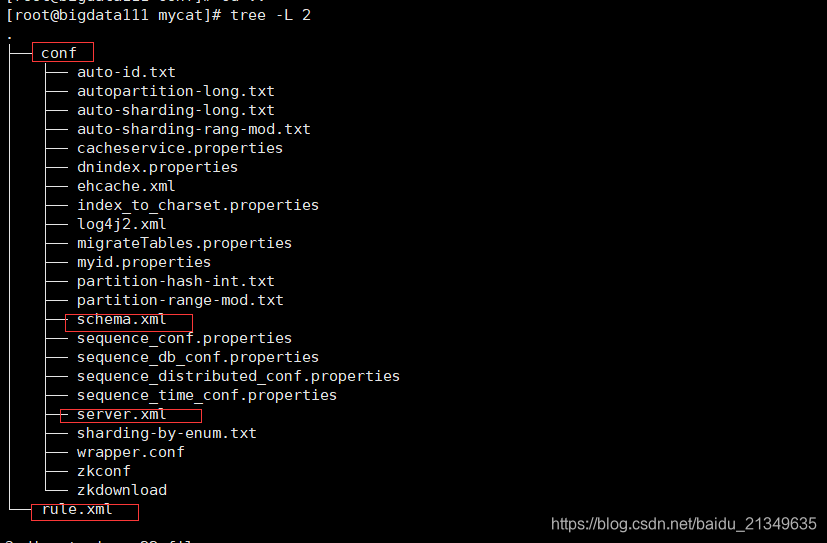 [root@bigdata111 mycat]# tree -L 2
.
├── conf
│   ├── auto-id.txt
│   ├── autopartition-long.txt
│   ├── auto-sharding-long.txt
│   ├── auto-sharding-rang-mod.txt
│   ├── cacheservice.properties
│   ├── dnindex.properties
│   ├── ehcache.xml
│   ├── index_to_charset.properties
│   ├── log4j2.xml
│   ├── migrateTables.properties
│   ├── myid.properties
│   ├── partition-hash-int.txt
│   ├── partition-range-mod.txt
│   ├── schema.xml
│   ├── sequence_conf.properties
│   ├── sequence_db_conf.properties
│   ├── sequence_distributed_conf.properties
│   ├── sequence_time_conf.properties
│   ├── server.xml
│   ├── sharding-by-enum.txt
│   ├── wrapper.conf
│   ├── zkconf
│   └── zkdownload
└── rule.xml
https://blog.csdn.net/baidu_21349635